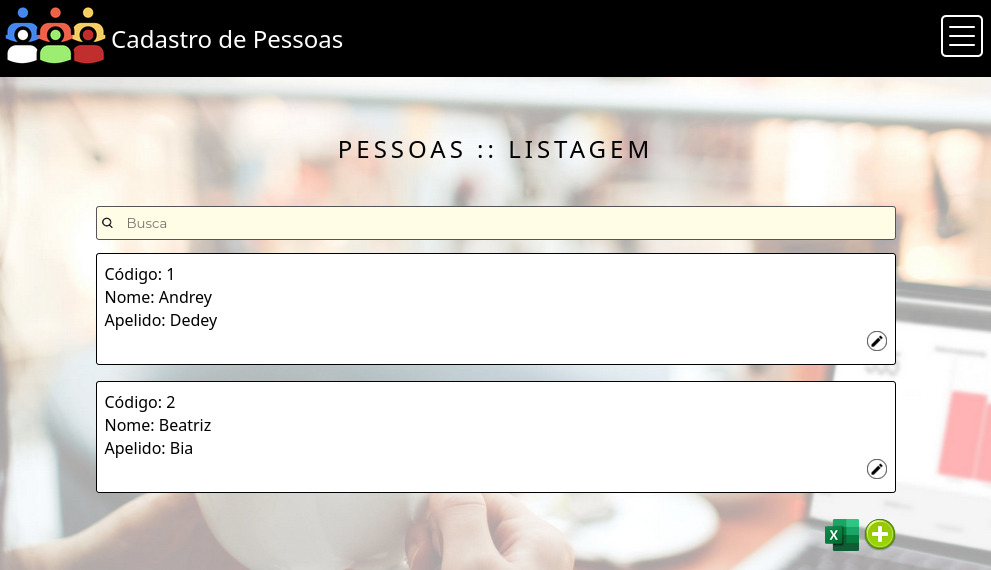 Cadastro de Pessoas
PESSOAS :: LISTAGEM
Busca
Código: 1
Nome: Andrey
Apelido: Dedey
Código: 2
Nome: Beatriz
Apelido: Bia
X